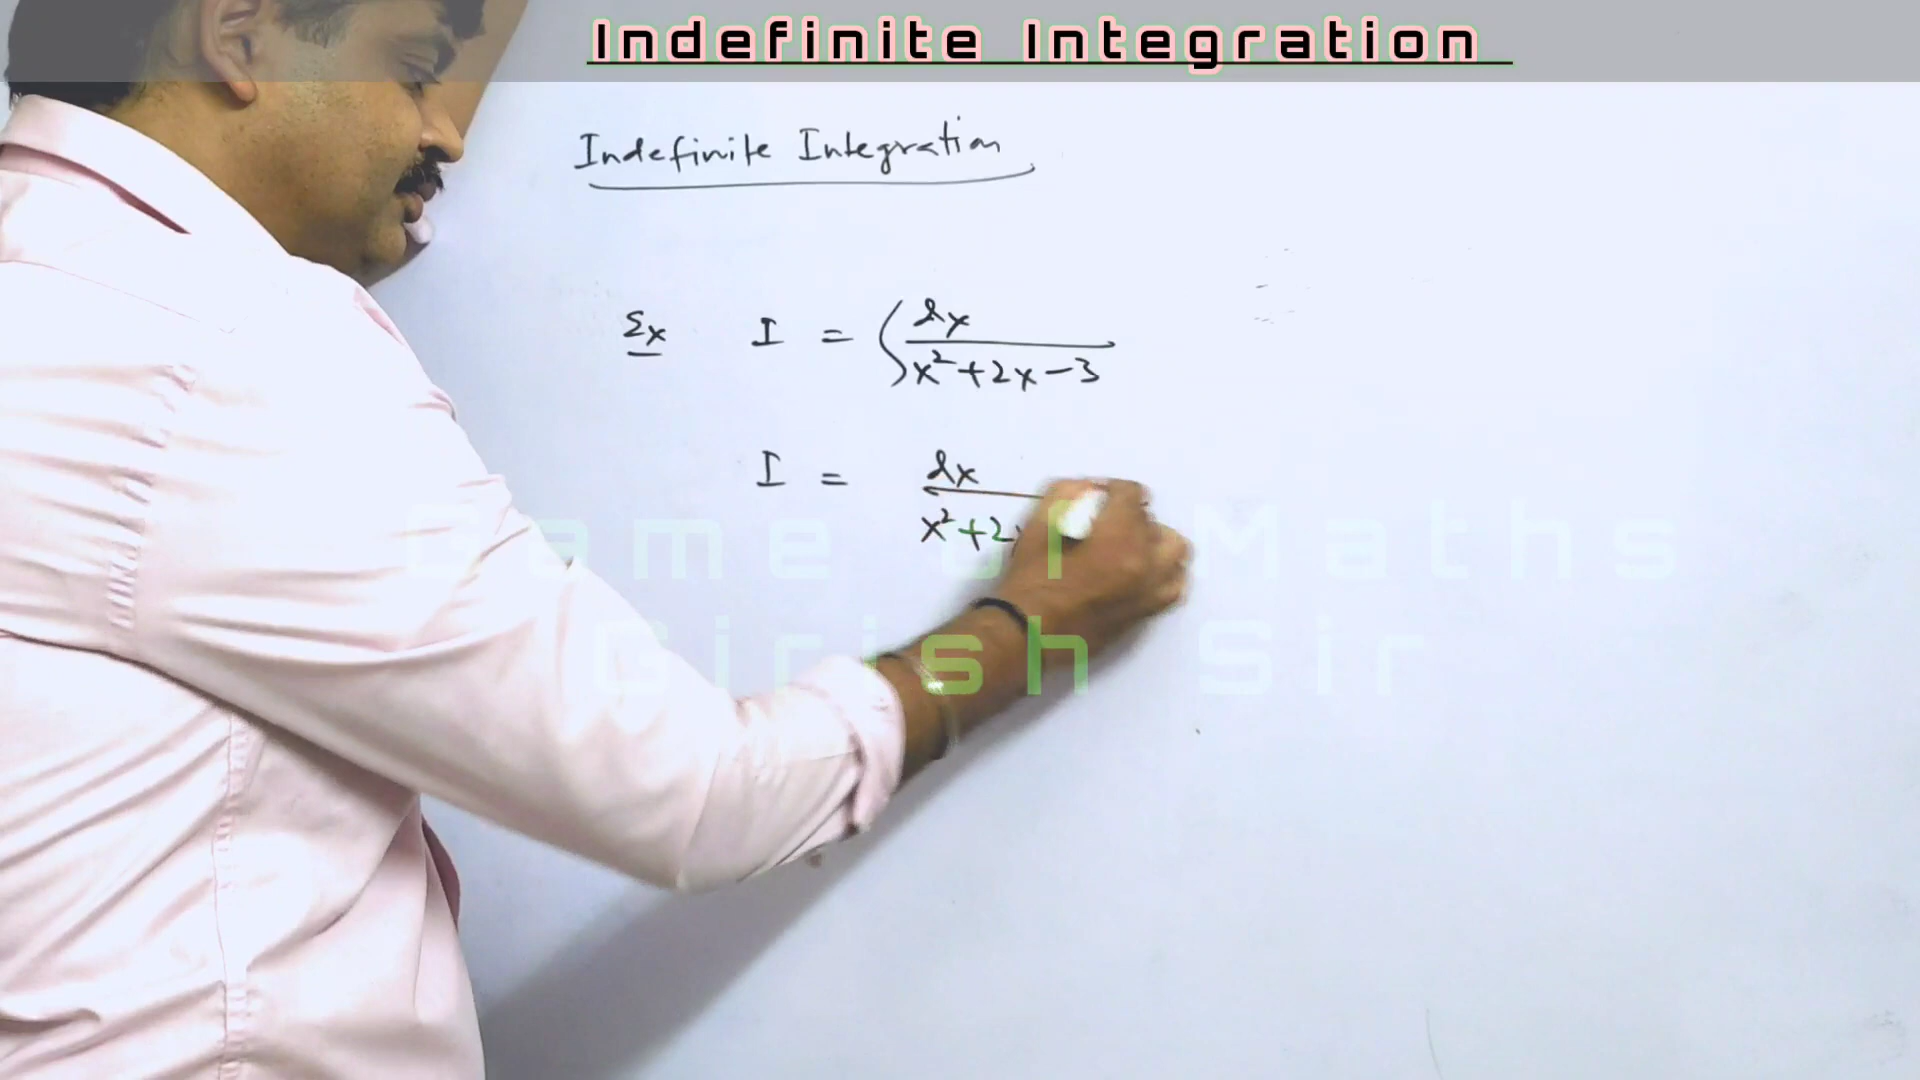 Indefinite Integration
Indefinite Integration
Ex I = ∫ dx / x² + 2x - 3
I = dx / x² + 2
Game of Maths
Girish Sir